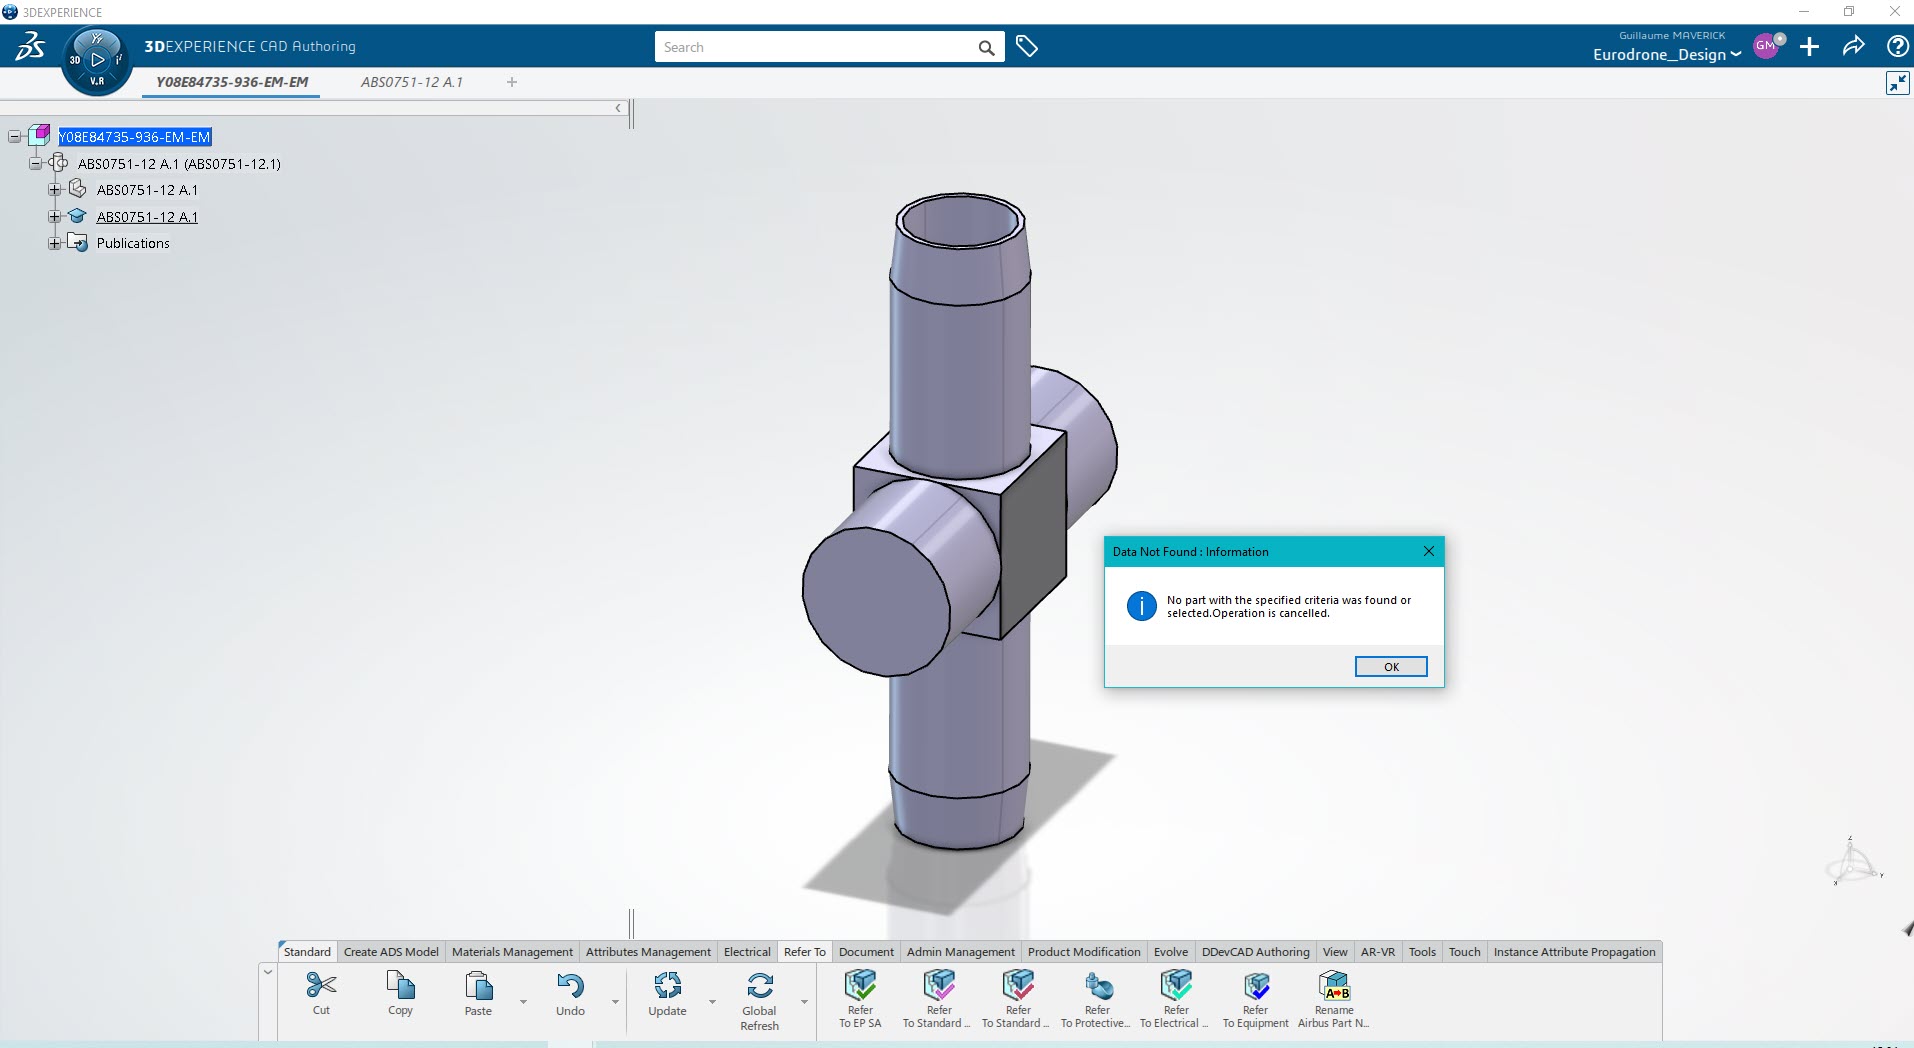 3DEXPERIENCE
3DEXPERIENCE CAD Authoring
Search
Guillaume MAVERICK
Eurodrone_Design
GM
3D
V.R
Y08E84735-936-EM-EM
ABS0751-12 A.1
+
Y08E84735-936-EM-EM
ABS0751-12 A.1 (ABS0751-12.1)
ABS0751-12 A.1
ABS0751-12 A.1
Publications
Data Not Found : Information
No part with the specified criteria was found or
selected.Operation is cancelled.
OK
Z
Y
X
Standard Create ADS Model Materials Management Attributes Management Electrical Refer To Document Admin Management Product Modification Evolve DDevCAD Authoring View AR-VR Tools Touch Instance Attribute Propagation
Cut Copy Paste Undo Update Global Refresh
Refer To EP SA
Refer To Standard ...
Refer To Standard ...
Refer To Protective...
Refer To Electrical ...
Refer To Equipment
A B
Rename Airbus Part N...